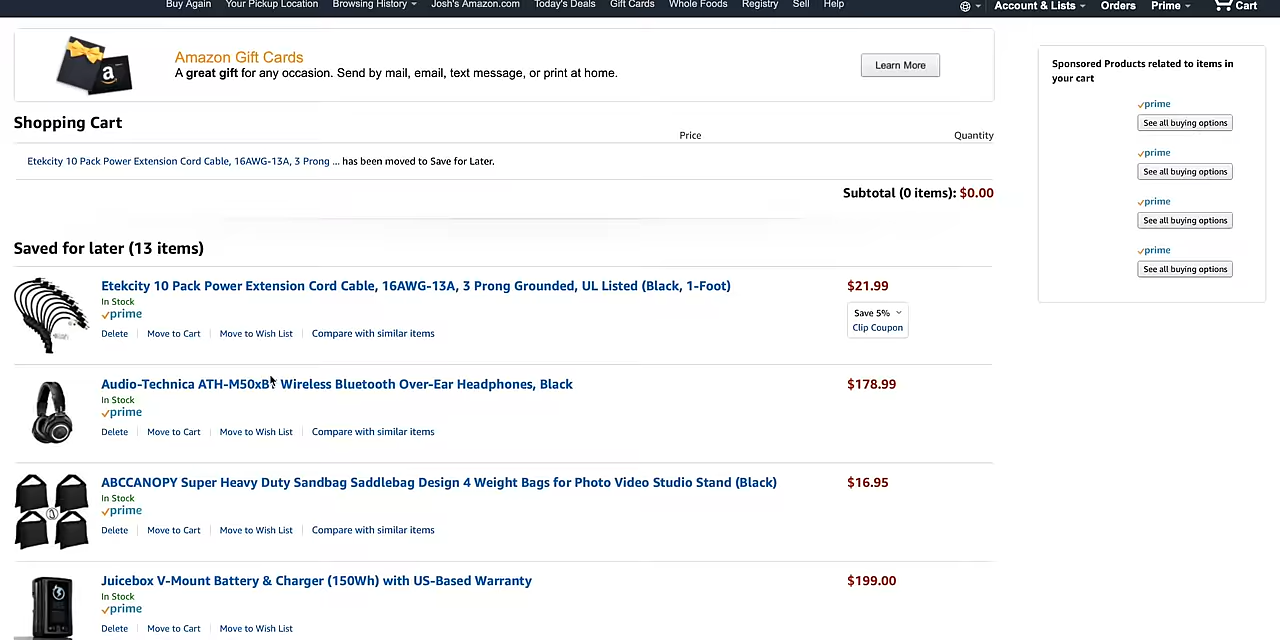 Buy Again Your Pickup Location Browsing History Josh's Amazon.com Today's Deals Gift Cards Whole Foods Registry Sell Help Account & Lists Orders Prime Cart
Amazon Gift Cards
A great gift for any occasion. Send by mail, email, text message, or print at home.
Learn More
Shopping Cart
Price Quantity
Etekcity 10 Pack Power Extension Cord Cable, 16AWG-13A, 3 Prong ... has been moved to Save for Later.
Subtotal (0 items): $0.00
Saved for later (13 items)
Etekcity 10 Pack Power Extension Cord Cable, 16AWG-13A, 3 Prong Grounded, UL Listed (Black, 1-Foot) $21.99
In Stock
prime
Save 5%
Clip Coupon
Delete Move to Cart Move to Wish List Compare with similar items
Audio-Technica ATH-M50xBT Wireless Bluetooth Over-Ear Headphones, Black $178.99
In Stock
prime
Delete Move to Cart Move to Wish List Compare with similar items
ABCCANOPY Super Heavy Duty Sandbag Saddlebag Design 4 Weight Bags for Photo Video Studio Stand (Black) $16.95
In Stock
prime
Delete Move to Cart Move to Wish List Compare with similar items
Juicebox V-Mount Battery & Charger (150Wh) with US-Based Warranty $199.00
In Stock
prime
Delete Move to Cart Move to Wish List
Sponsored Products related to items in
your cart
prime
See all buying options
prime
See all buying options
prime
See all buying options
prime
See all buying options